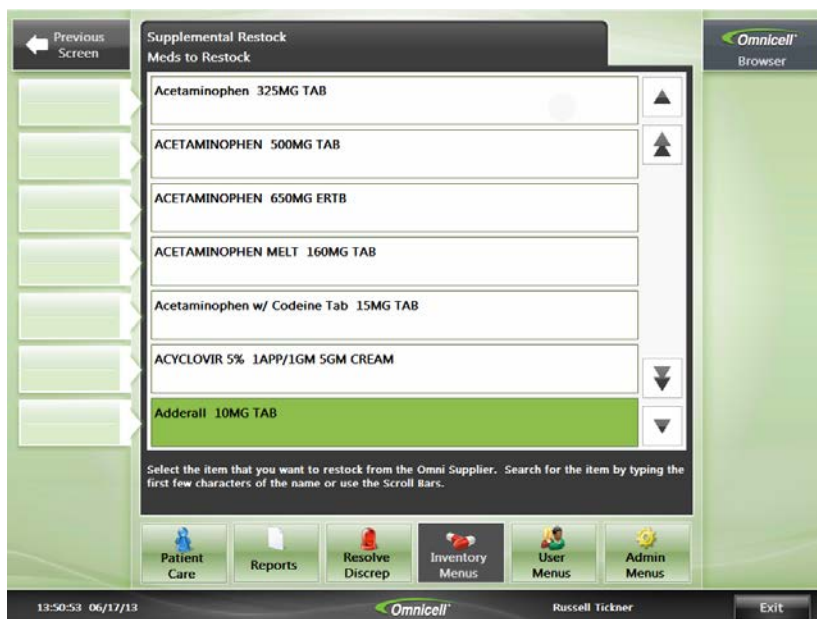 Previous
Screen
Supplemental Restock
Meds to Restock
Omnicell
Browser
Acetaminophen 325MG TAB
ACETAMINOPHEN 500MG TAB
ACETAMINOPHEN 650MG ERTB
ACETAMINOPHEN MELT 160MG TAB
Acetaminophen w/ Codeine Tab 15MG TAB
ACYCLOVIR 5% 1APP/1GM 5GM CREAM
Adderall 10MG TAB
Select the item that you want to restock from the Omni Supplier. Search for the item by typing the
first few characters of the name or use the Scroll Bars.
Patient
Care
Reports
Resolve
Discrep
Inventory
Menus
User
Menus
Admin
Menus
13:50:53 06/17/13
Omnicell
Russell Tickner
Exit